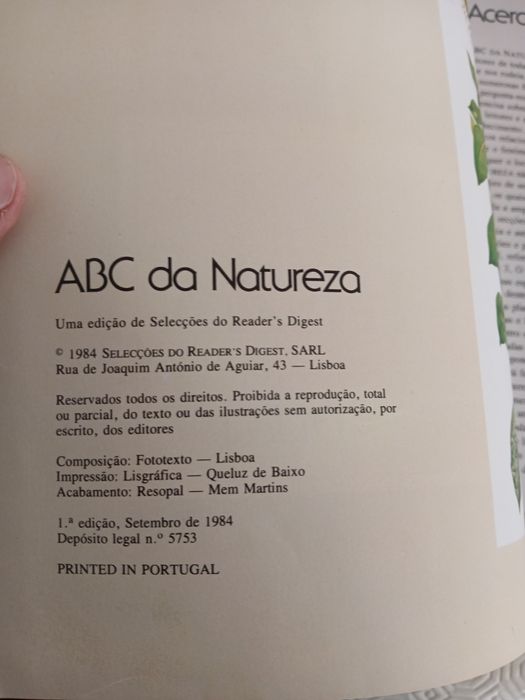 ABC da Natureza
Uma edição de Selecções do Reader's Digest
© 1984 SELECÇÕES DO READER'S DIGEST, SARL
Rua de Joaquim António de Aguiar, 43 — Lisboa
Reservados todos os direitos. Proibida a reprodução, total
ou parcial, do texto ou das ilustrações sem autorização, por
escrito, dos editores
Composição: Fototexto — Lisboa
Impressão: Lisgráfica — Queluz de Baixo
Acabamento: Resopal — Mem Martins
1.ª edição, Setembro de 1984
Depósito legal n.º 5753
PRINTED IN PORTUGAL